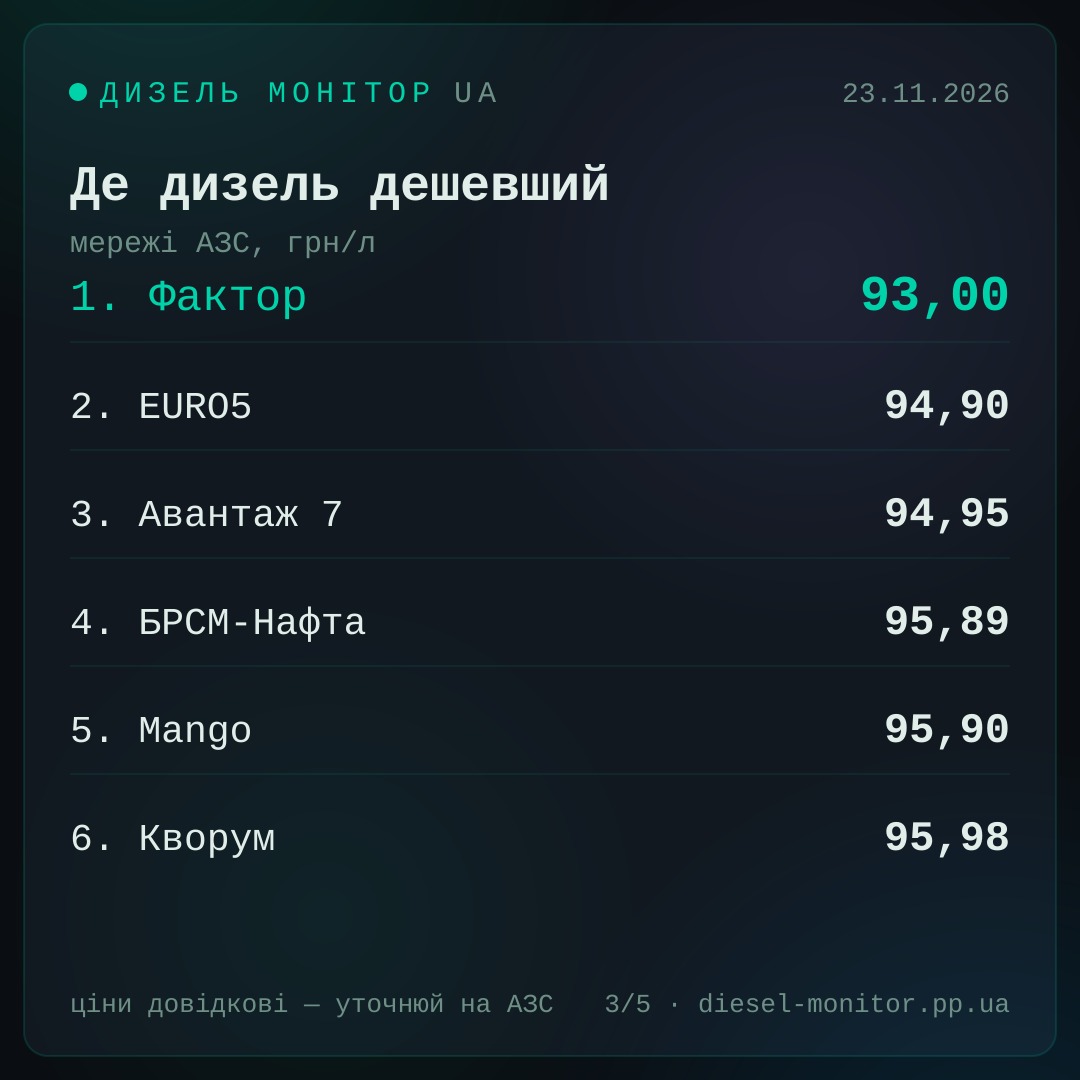 ДИЗЕЛЬ МОНІТОР UA 23.11.2026
Де дизель дешевший
мережі АЗС, грн/л
1. Фактор 93,00
2. EURO5 94,90
3. Авантаж 7 94,95
4. БРСМ-Нафта 95,89
5. Mango 95,90
6. Кворум 95,98
ціни довідкові — уточнюй на АЗС 3/5 · diesel-monitor.pp.ua